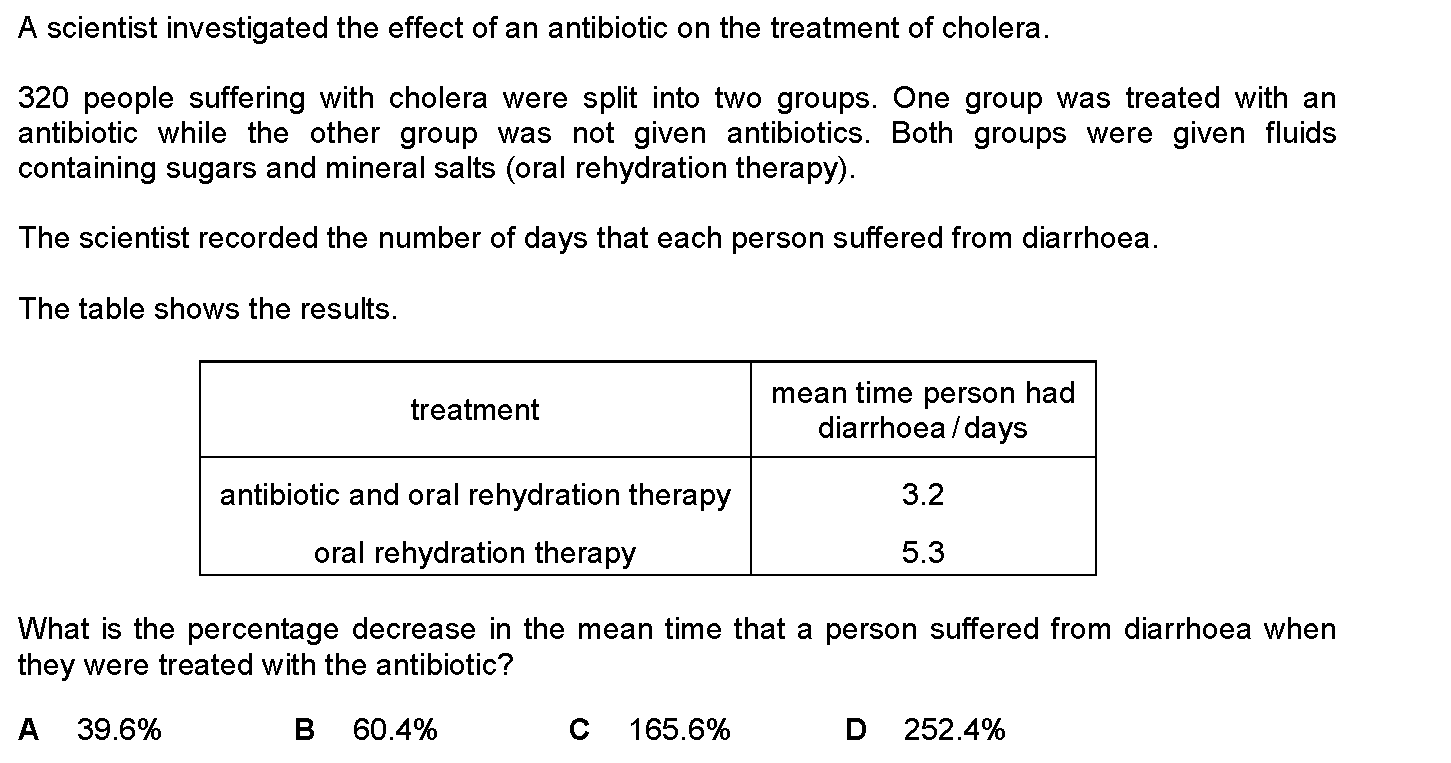 A scientist investigated the effect of an antibiotic on the treatment of cholera.
320 people suffering with cholera were split into two groups. One group was treated with an
antibiotic while the other group was not given antibiotics. Both groups were given fluids
containing sugars and mineral salts (oral rehydration therapy).
The scientist recorded the number of days that each person suffered from diarrhoea.
The table shows the results.
treatment
mean time person had
diarrhoea / days
antibiotic and oral rehydration therapy 3.2
oral rehydration therapy 5.3
What is the percentage decrease in the mean time that a person suffered from diarrhoea when
they were treated with the antibiotic?
A 39.6% B 60.4% C 165.6% D 252.4%